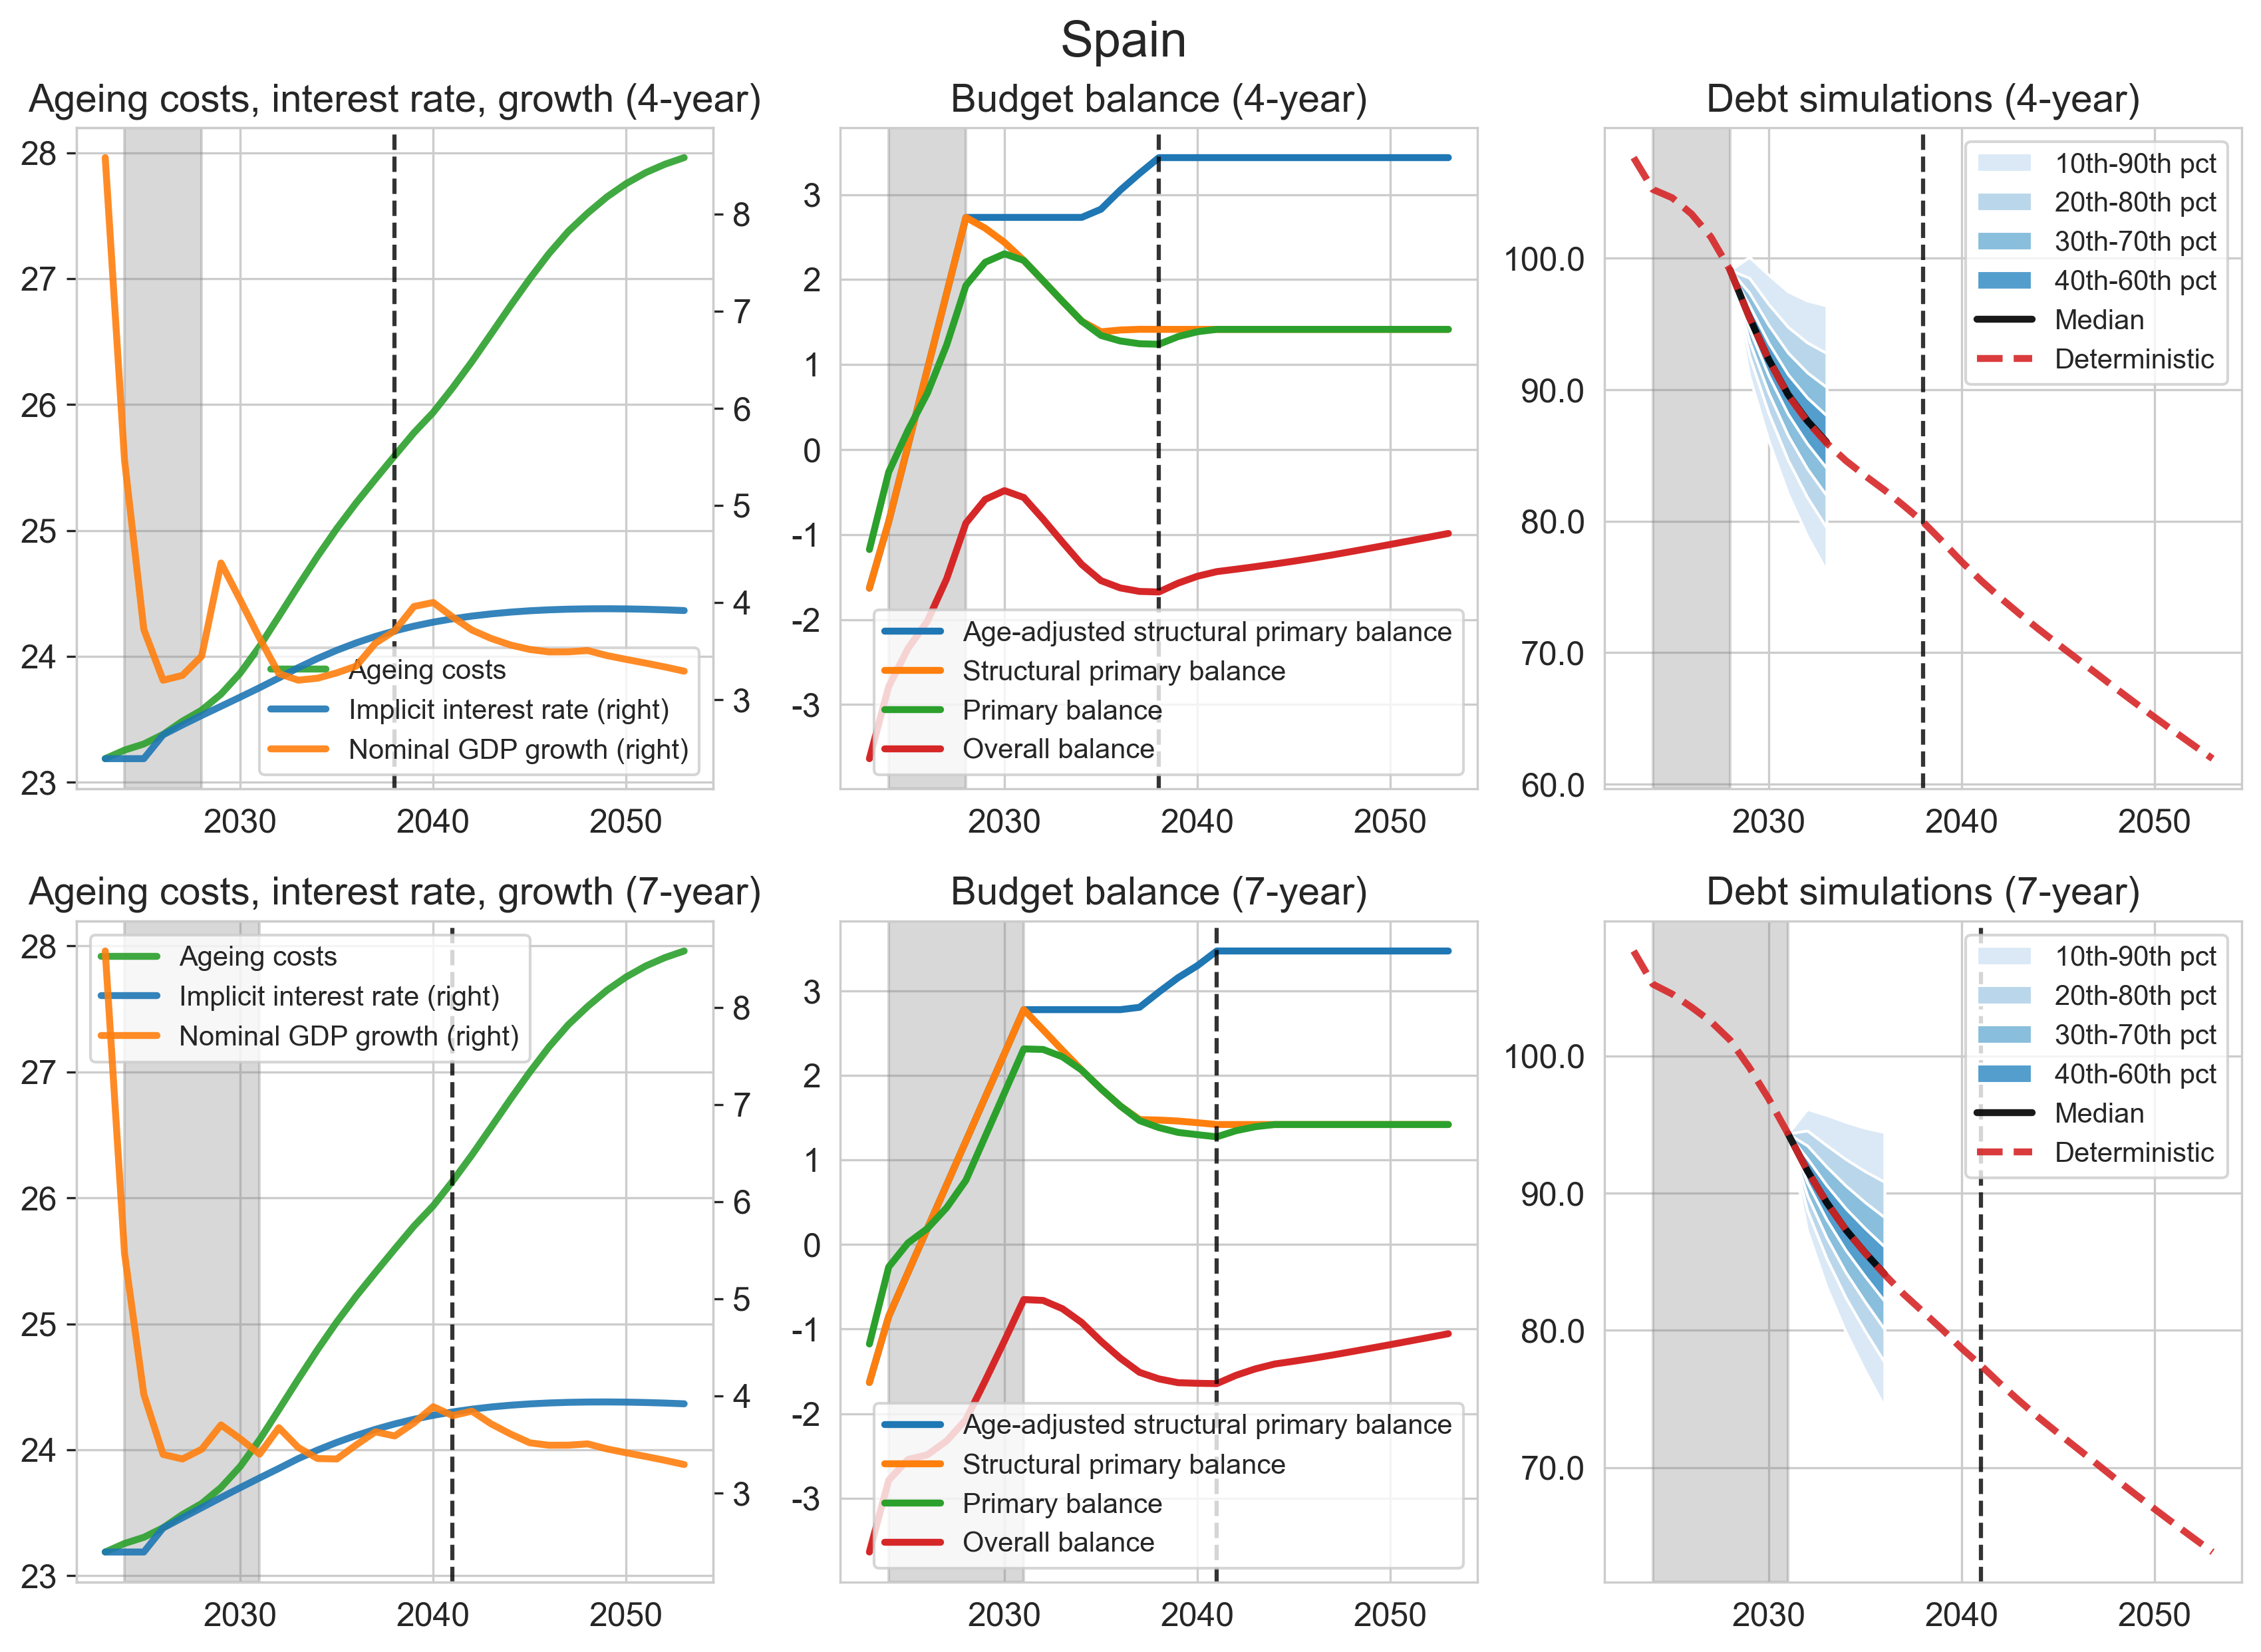 Spain
Ageing costs, interest rate, growth (4-year)
28
27
26
25
24
23
8
7
6
5
4
3
2030
2040
2050
Ageing costs
Implicit interest rate (right)
Nominal GDP growth (right)
Budget balance (4-year)
3
2
1
0
-1
-2
-3
2030
2040
2050
Age-adjusted structural primary balance
Structural primary balance
Primary balance
Overall balance
Debt simulations (4-year)
100.0
90.0
80.0
70.0
60.0
2030
2040
2050
10th-90th pct
20th-80th pct
30th-70th pct
40th-60th pct
Median
Deterministic
Ageing costs, interest rate, growth (7-year)
28
27
26
25
24
23
8
7
6
5
4
3
2030
2040
2050
Ageing costs
Implicit interest rate (right)
Nominal GDP growth (right)
Budget balance (7-year)
3
2
1
0
-1
-2
-3
2030
2040
2050
Age-adjusted structural primary balance
Structural primary balance
Primary balance
Overall balance
Debt simulations (7-year)
100.0
90.0
80.0
70.0
2030
2040
2050
10th-90th pct
20th-80th pct
30th-70th pct
40th-60th pct
Median
Deterministic